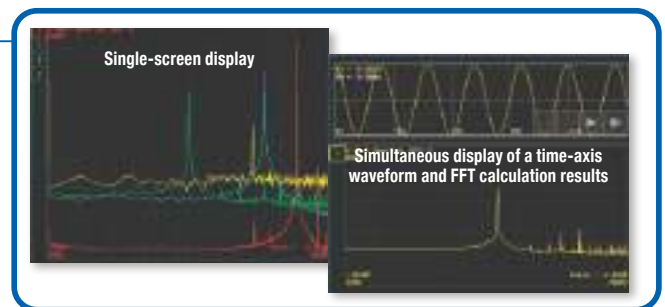 Single-screen display
Simultaneous display of a time-axis
waveform and FFT calculation results